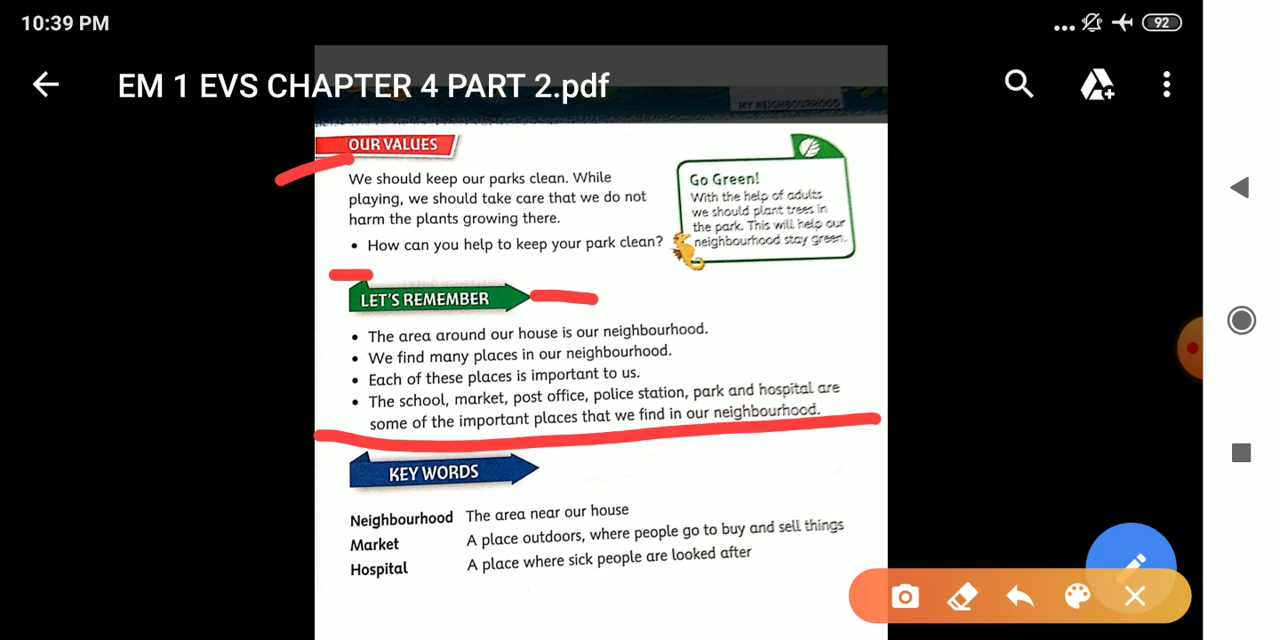 10:39 PM
92
EM 1 EVS CHAPTER 4 PART 2.pdf
MY NEIGHBOURHOOD
OUR VALUES
We should keep our parks clean. While
playing, we should take care that we do not
harm the plants growing there.
• How can you help to keep your park clean?
Go Green!
With the help of adults
we should plant trees in
the park. This will help our
neighbourhood stay green.
LET'S REMEMBER
• The area around our house is our neighbourhood.
• We find many places in our neighbourhood.
• Each of these places is important to us.
• The school, market, post office, police station, park and hospital are
some of the important places that we find in our neighbourhood.
KEY WORDS
Neighbourhood The area near our house
Market A place outdoors, where people go to buy and sell things
Hospital A place where sick people are looked after